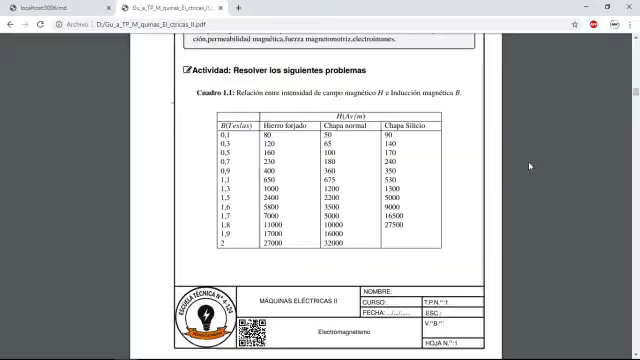 localhost:3006/md
Gu_a_TP_M_quinas_El_ctricas_II.pdf
Archivo | D:/Gu_a_TP_M_quinas_El_ctricas_II.pdf
ción,permeabilidad magnética,fuerza magnetomotriz,electroimanes.
Actividad: Resolver los siguientes problemas
Cuadro 1.1: Relación entre intensidad de campo magnético H e Inducción magnética B.
H(Av/m)
B(Teslas) Hierro forjado Chapa normal Chapa Silicio
0,1 80 50 90
0,3 120 65 140
0,5 160 100 170
0,7 230 180 240
0,9 400 360 350
1,1 650 675 530
1,3 1000 1200 1300
1,5 2400 2200 5000
1,6 5800 3500 9000
1,7 7000 5000 16500
1,8 11000 10000 27500
1,9 17000 16000
2 27000 32000
ESCUELA TÉCNICA N° 4-124
MÁQUINAS ELÉCTRICAS II
Electromagnetismo
NOMBRE:
CURSO: T.P.N.°:1
FECHA: .../.../..... ESC.:
V.°B.°:
HOJA N.°:1